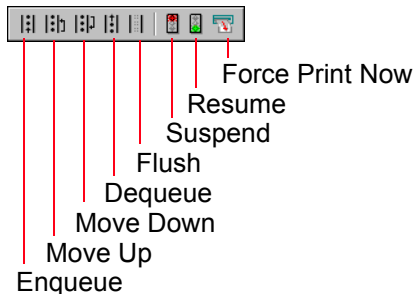 Force Print Now
Resume
Suspend
Flush
Dequeue
Move Down
Move Up
Enqueue